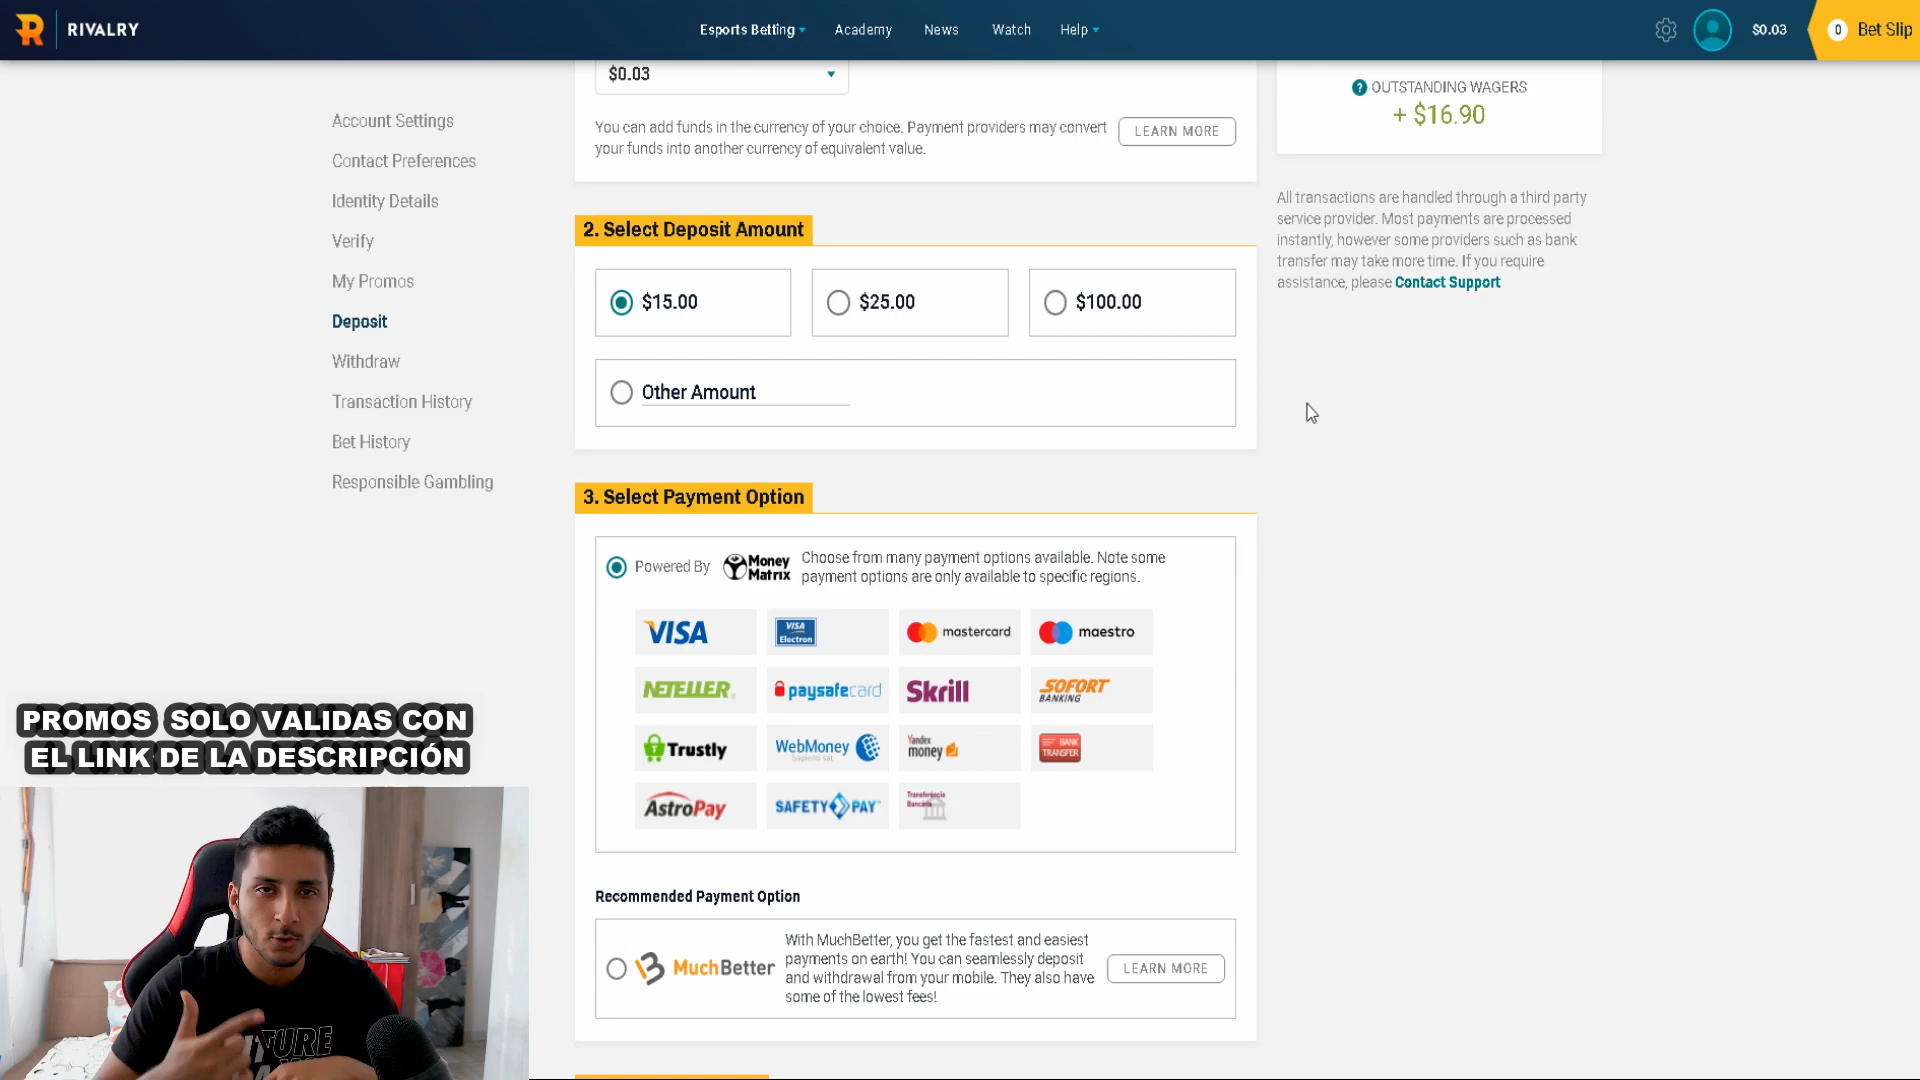 RIVALRY
Esports Betting
Academy
News
Watch
Help
$0.03
0
Bet Slip
$0.03
You can add funds in the currency of your choice. Payment providers may convert
your funds into another currency of equivalent value.
LEARN MORE
? OUTSTANDING WAGERS
+ $16.90
All transactions are handled through a third party
service provider. Most payments are processed
instantly, however some providers such as bank
transfer may take more time. If you require
assistance, please Contact Support
Account Settings
Contact Preferences
Identity Details
Verify
My Promos
Deposit
Withdraw
Transaction History
Bet History
Responsible Gambling
2. Select Deposit Amount
$15.00
$25.00
$100.00
Other Amount
3. Select Payment Option
Powered By
Money
Matrix
Choose from many payment options available. Note some
payment options are only available to specific regions.
VISA
VISA
Electron
mastercard
maestro
NETELLER
paysafecard
Skrill
SOFORT
BANKING
Trustly
WebMoney
Yandex
money
BANK
TRANSFER
AstroPay
SAFETY PAY
Transferência
Bancária
Recommended Payment Option
MuchBetter
With MuchBetter, you get the fastest and easiest
payments on earth! You can seamlessly deposit
and withdrawal from your mobile. They also have
some of the lowest fees!
LEARN MORE
PROMOS SOLO VALIDAS CON
EL LINK DE LA DESCRIPCIÓN